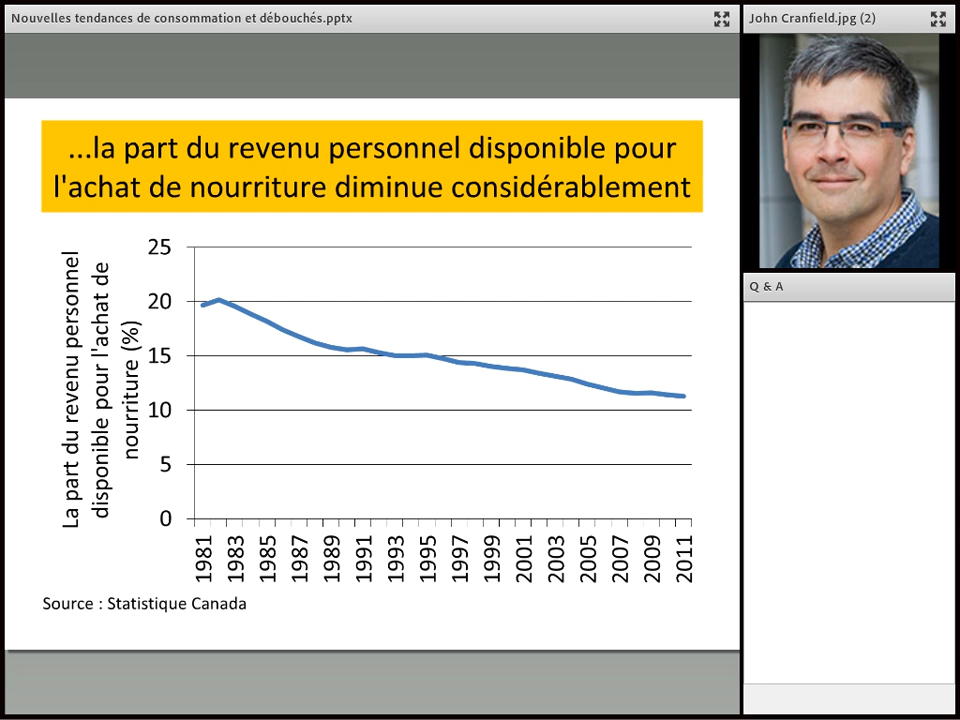 Nouvelles tendances de consommation et débouchés.pptx
John Cranfield.jpg (2)
...la part du revenu personnel disponible pour
l'achat de nourriture diminue considérablement
La part du revenu personnel
disponible pour l'achat de
nourriture (%)
25
20
15
10
5
0
1981
1983
1985
1987
1989
1991
1993
1995
1997
1999
2001
2003
2005
2007
2009
2011
Source : Statistique Canada
Q & A